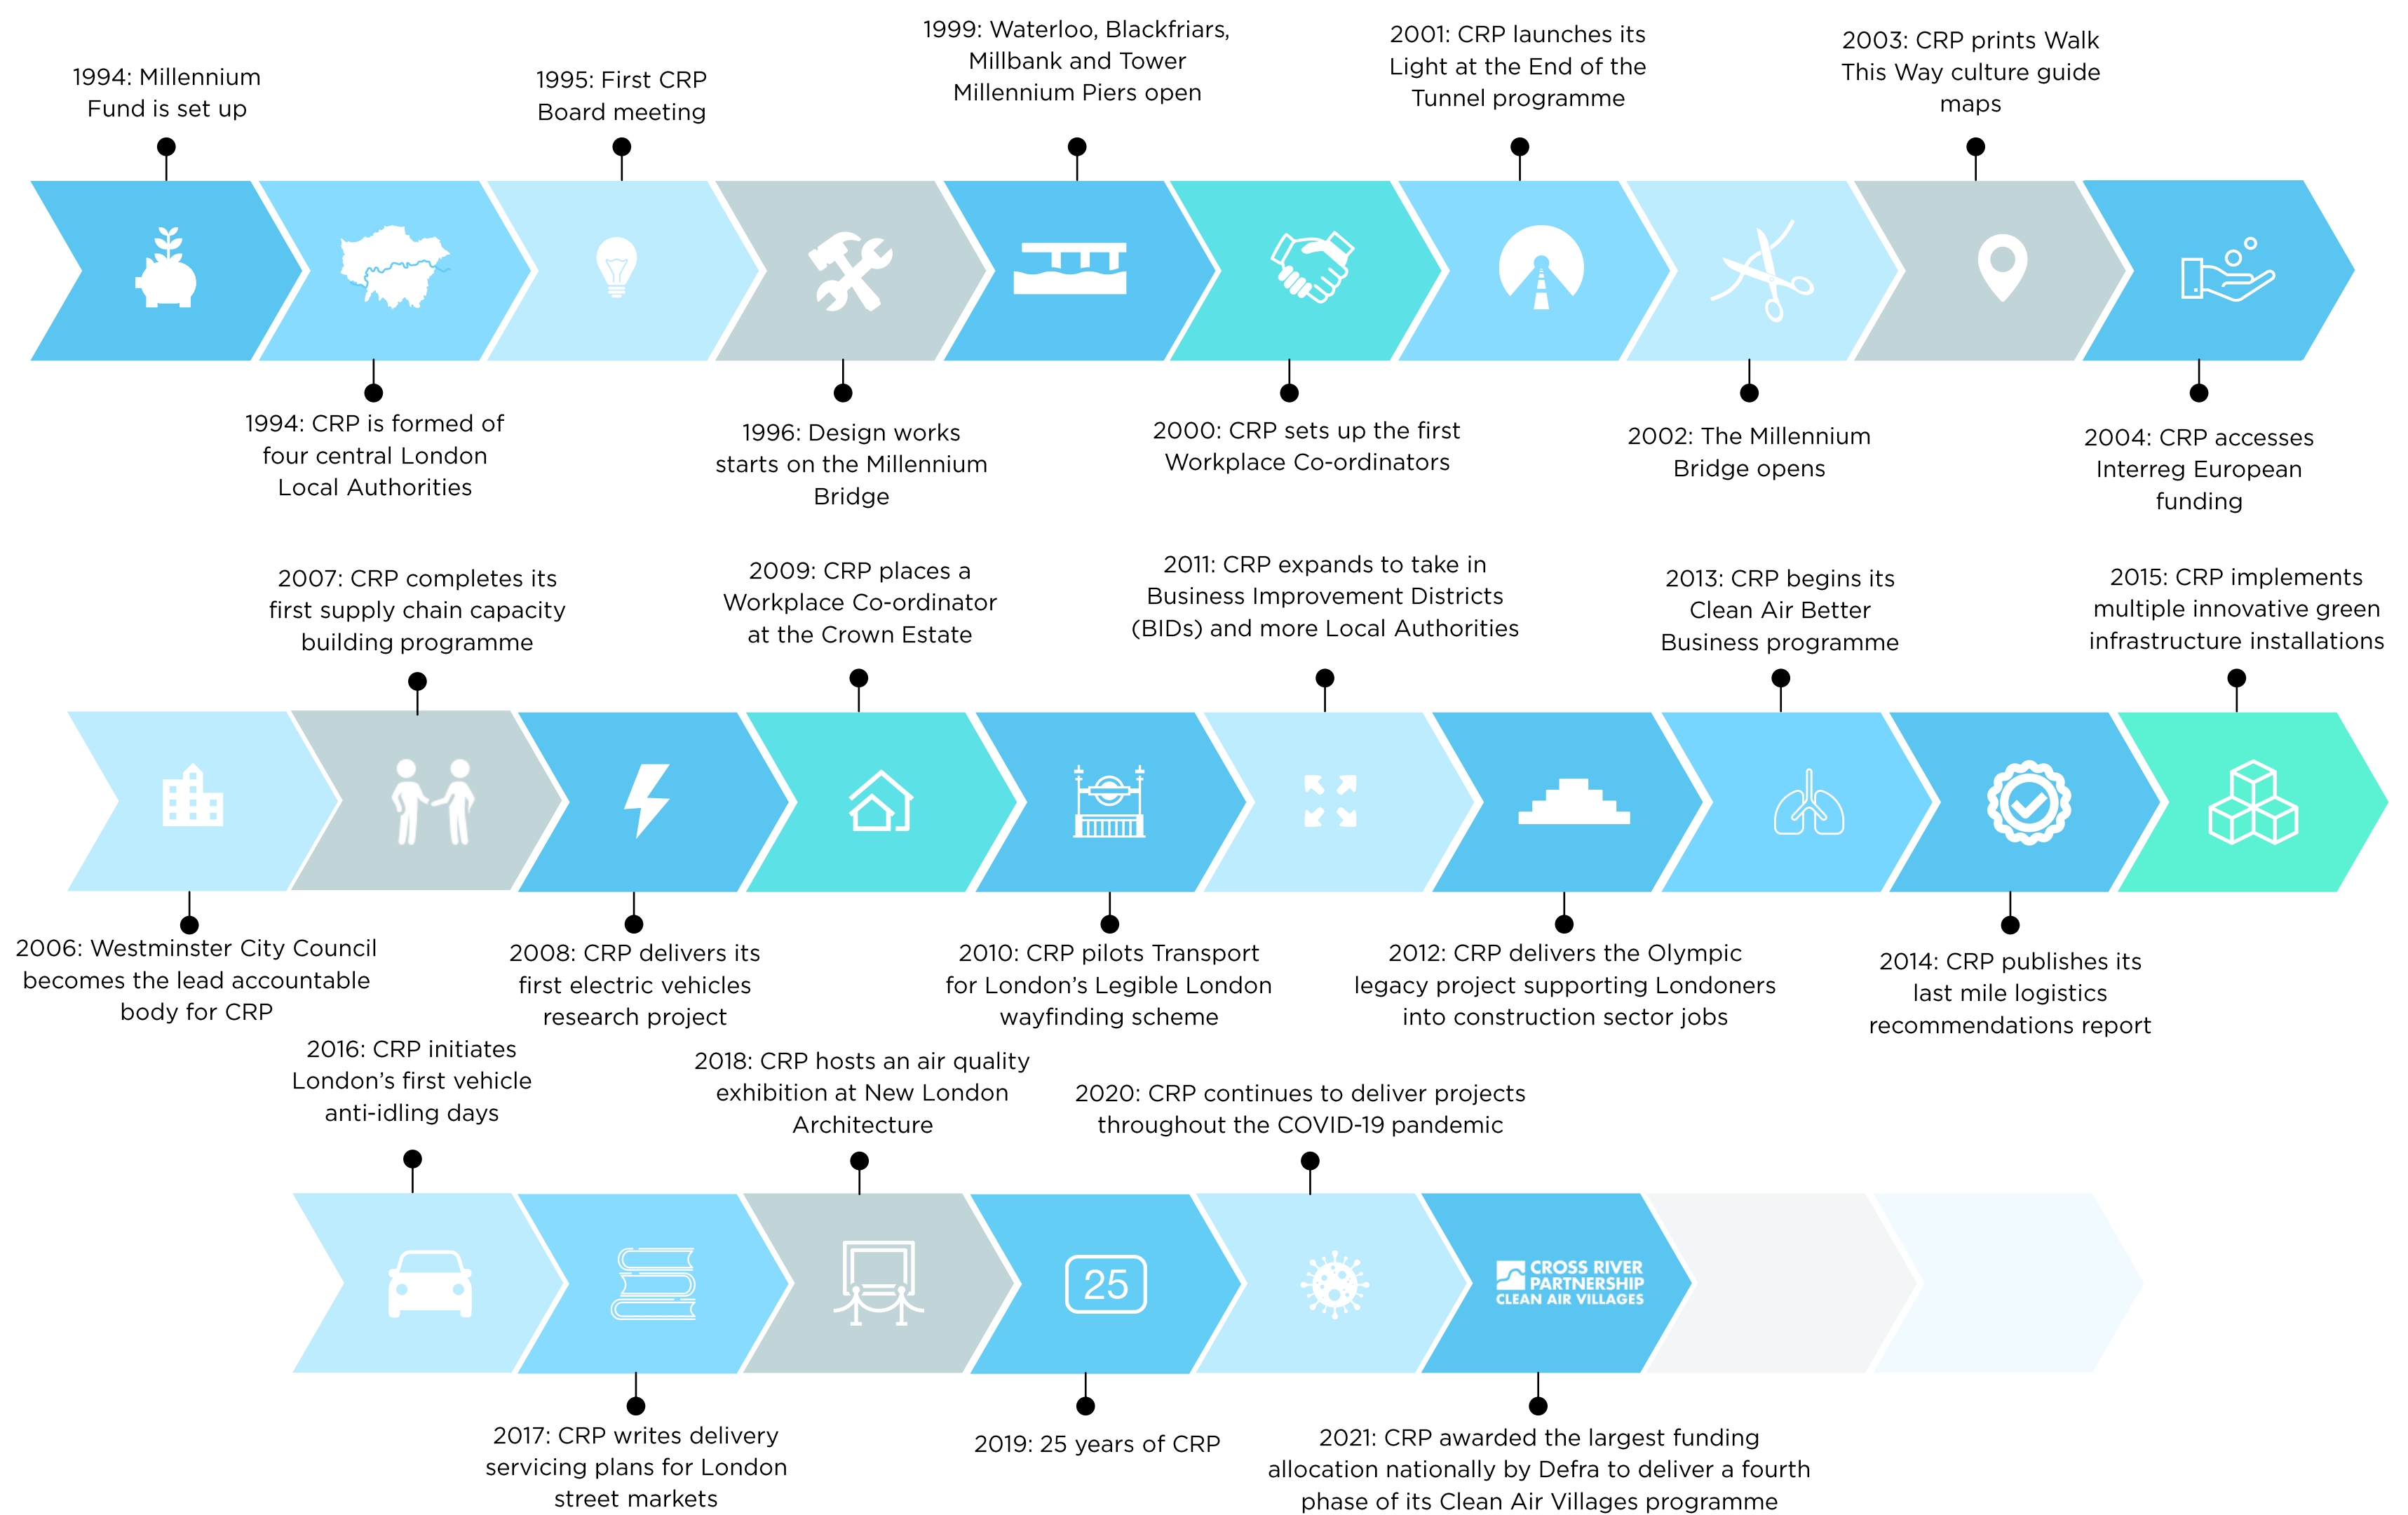 1994: Millennium
Fund is set up
1995: First CRP
Board meeting
1999: Waterloo, Blackfriars,
Millbank and Tower
Millennium Piers open
2001: CRP launches its
Light at the End of the
Tunnel programme
2003: CRP prints Walk
This Way culture guide
maps
1994: CRP is formed of
four central London
Local Authorities
1996: Design works
starts on the Millennium
Bridge
2000: CRP sets up the first
Workplace Co-ordinators
2002: The Millennium
Bridge opens
2004: CRP accesses
Interreg European
funding
2007: CRP completes its
first supply chain capacity
building programme
2009: CRP places a
Workplace Co-ordinator
at the Crown Estate
2011: CRP expands to take in
Business Improvement Districts
(BIDs) and more Local Authorities
2013: CRP begins its
Clean Air Better
Business programme
2015: CRP implements
multiple innovative green
infrastructure installations
2006: Westminster City Council
becomes the lead accountable
body for CRP
2008: CRP delivers its
first electric vehicles
research project
2010: CRP pilots Transport
for London’s Legible London
wayfinding scheme
2012: CRP delivers the Olympic
legacy project supporting Londoners
into construction sector jobs
2014: CRP publishes its
last mile logistics
recommendations report
2016: CRP initiates
London’s first vehicle
anti-idling days
2018: CRP hosts an air quality
exhibition at New London
Architecture
2020: CRP continues to deliver projects
throughout the COVID-19 pandemic
25
CROSS RIVER
PARTNERSHIP
CLEAN AIR VILLAGES
2017: CRP writes delivery
servicing plans for London
street markets
2019: 25 years of CRP
2021: CRP awarded the largest funding
allocation nationally by Defra to deliver a fourth
phase of its Clean Air Villages programme